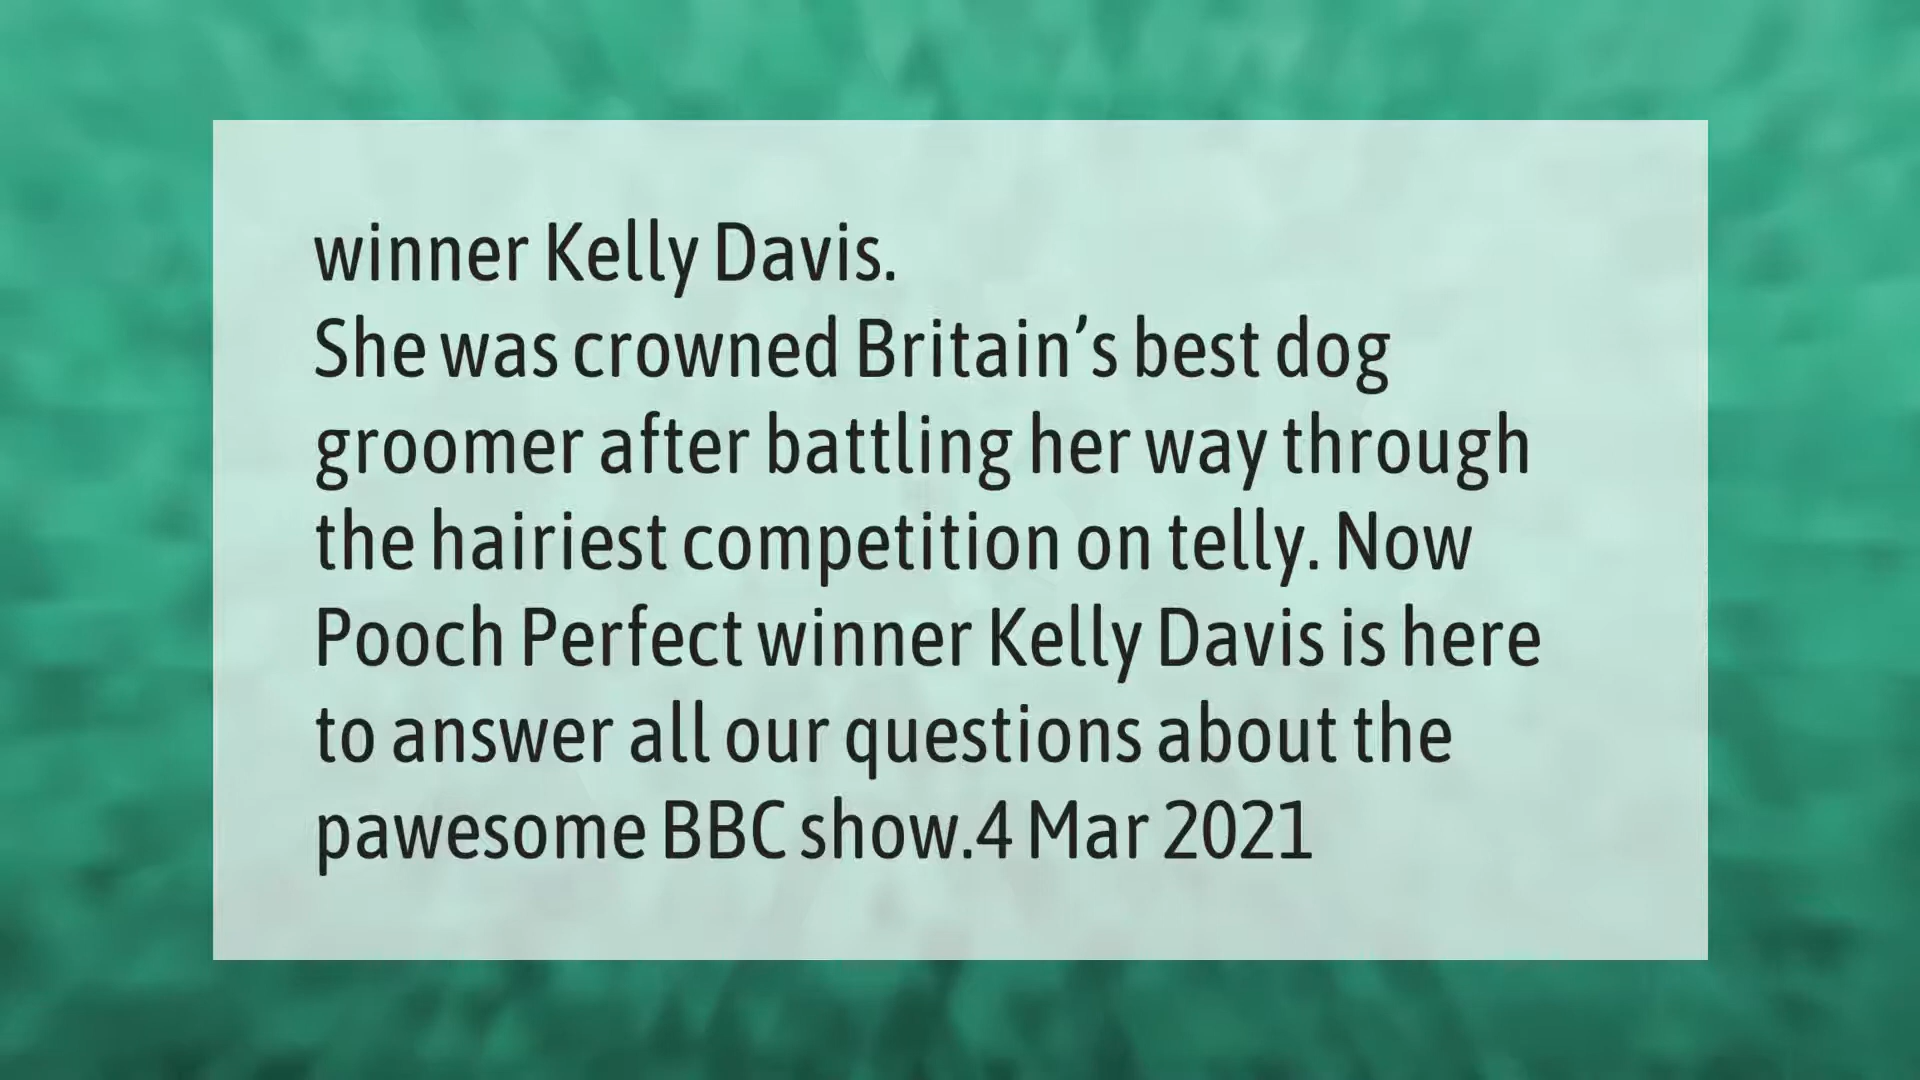 winner Kelly Davis.
She was crowned Britain’s best dog
groomer after battling her way through
the hairiest competition on telly. Now
Pooch Perfect winner Kelly Davis is here
to answer all our questions about the
pawesome BBC show.4 Mar 2021